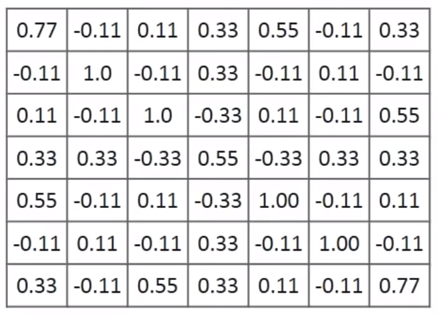 0.77 -0.11 0.11 0.33 0.55 -0.11 0.33
-0.11 1.0 -0.11 0.33 -0.11 0.11 -0.11
0.11 -0.11 1.0 -0.33 0.11 -0.11 0.55
0.33 0.33 -0.33 0.55 -0.33 0.33 0.33
0.55 -0.11 0.11 -0.33 1.00 -0.11 0.11
-0.11 0.11 -0.11 0.33 -0.11 1.00 -0.11
0.33 -0.11 0.55 0.33 0.11 -0.11 0.77